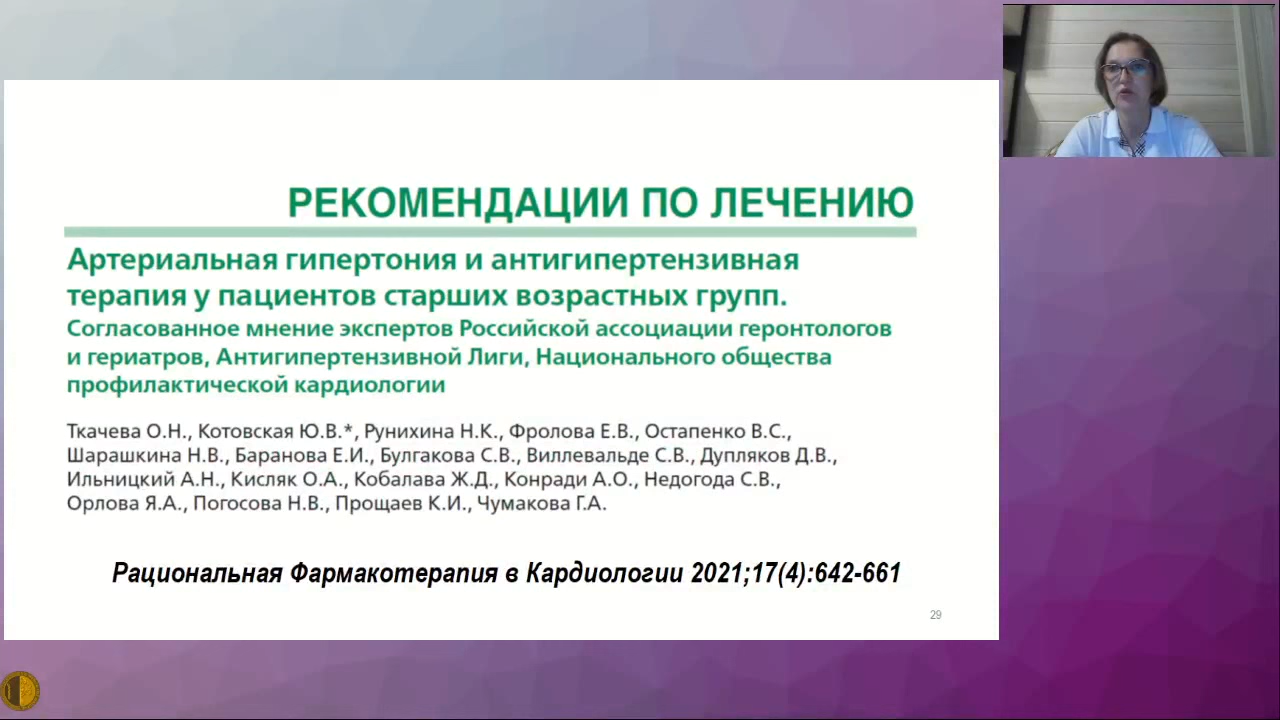 РЕКОМЕНДАЦИИ ПО ЛЕЧЕНИЮ
Артериальная гипертония и антигипертензивная
терапия у пациентов старших возрастных групп.
Согласованное мнение экспертов Российской ассоциации геронтологов
и гериатров, Антигипертензивной Лиги, Национального общества
профилактической кардиологии
Ткачева О.Н., Котовская Ю.В.*, Рунихина Н.К., Фролова Е.В., Остапенко В.С.,
Шарашкина Н.В., Баранова Е.И., Булгакова С.В., Виллевальде С.В., Дупляков Д.В.,
Ильницкий А.Н., Кисляк О.А., Кобалава Ж.Д., Конради А.О., Недогода С.В.,
Орлова Я.А., Погосова Н.В., Прощаев К.И., Чумакова Г.А.
Рациональная Фармакотерапия в Кардиологии 2021;17(4):642-661
29